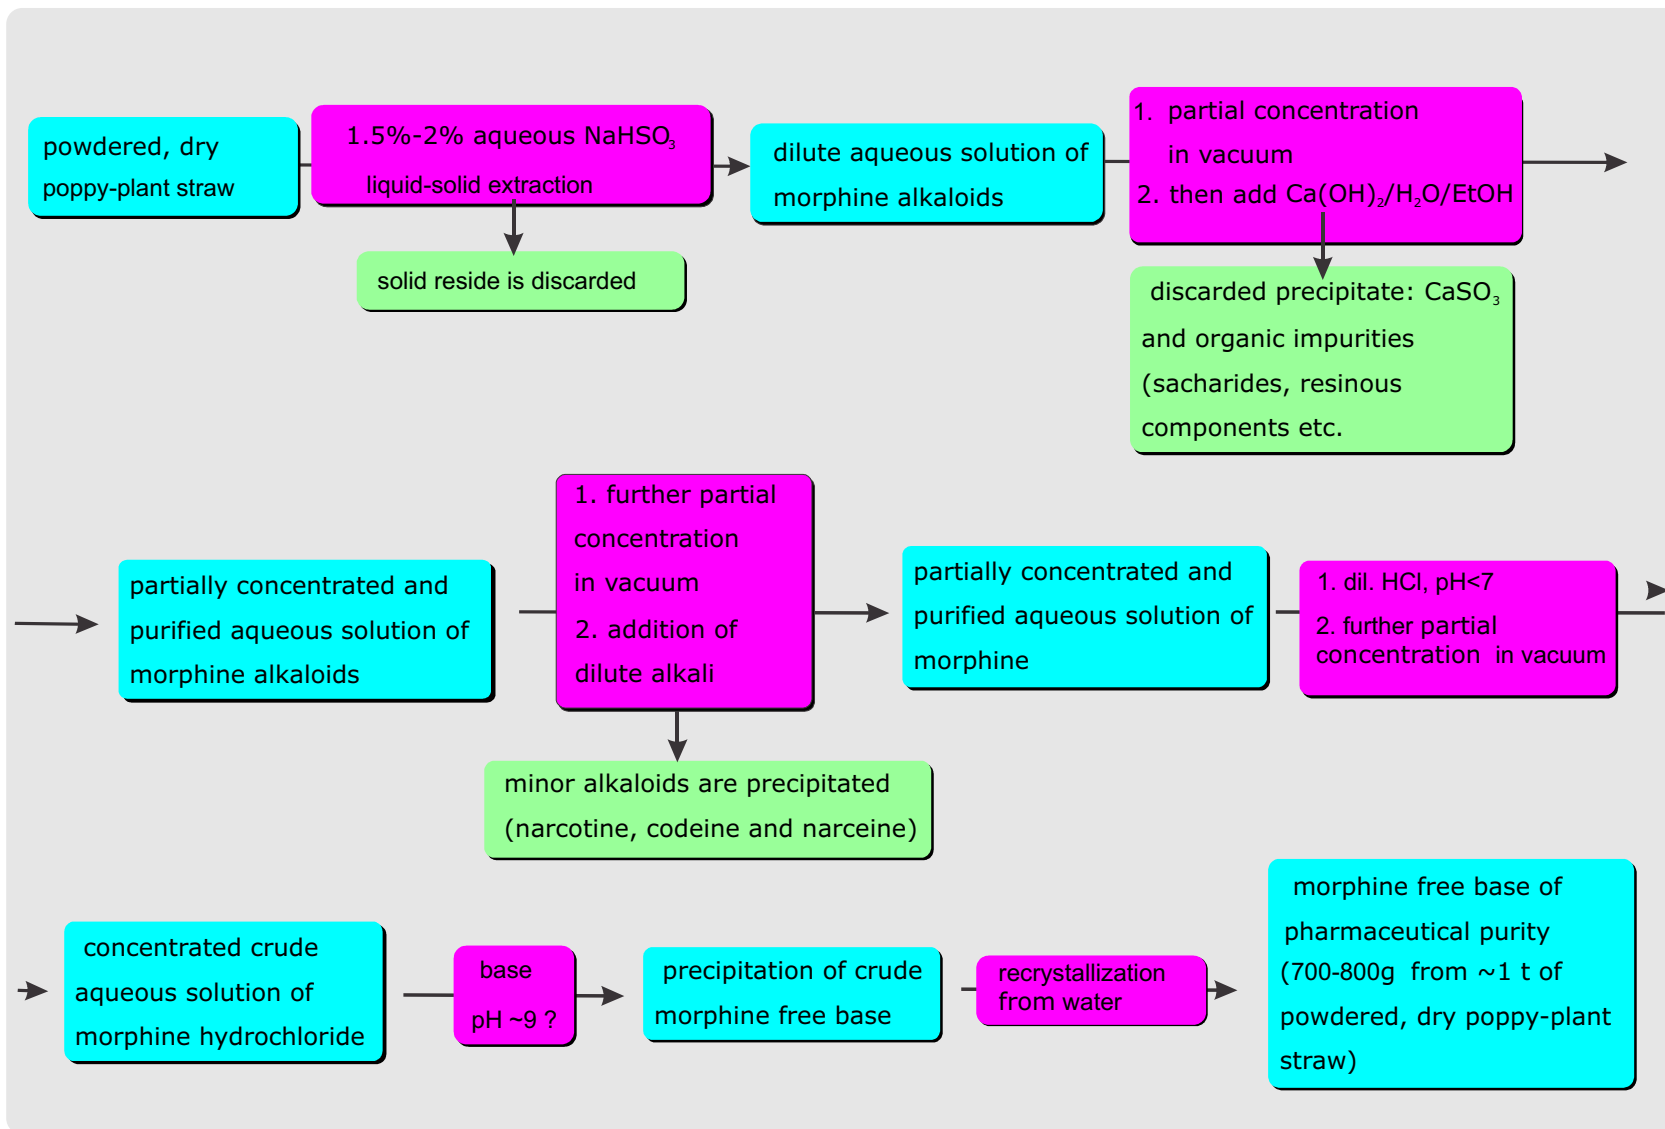 powdered, dry
poppy-plant straw
1.5%-2% aqueous NaHSO₃
liquid-solid extraction
solid reside is discarded
dilute aqueous solution of
morphine alkaloids
1. partial concentration
in vacuum
2. then add Ca(OH)₂/H₂O/EtOH
discarded precipitate: CaSO₃
and organic impurities
(sacharides, resinous
components etc.
partially concentrated and
purified aqueous solution of
morphine alkaloids
1. further partial
concentration
in vacuum
2. addition of
dilute alkali
minor alkaloids are precipitated
(narcotine, codeine and narceine)
partially concentrated and
purified aqueous solution of
morphine
1. dil. HCl, pH<7
2. further partial
concentration in vacuum
concentrated crude
aqueous solution of
morphine hydrochloride
base
pH ~9 ?
precipitation of crude
morphine free base
recrystallization
from water
morphine free base of
pharmaceutical purity
(700-800g from ~1 t of
powdered, dry poppy-plant
straw)